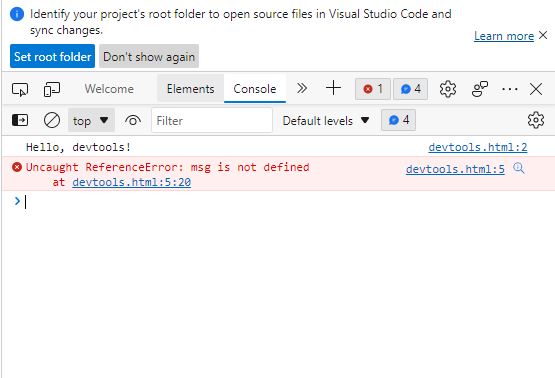 Identify your project's root folder to open source files in Visual Studio Code and
sync changes.
Learn more
Set root folder Don't show again
Welcome Elements Console 1 4
top Filter Default levels 4
Hello, devtools! devtools.html:2
Uncaught ReferenceError: msg is not defined devtools.html:5
at devtools.html:5:20